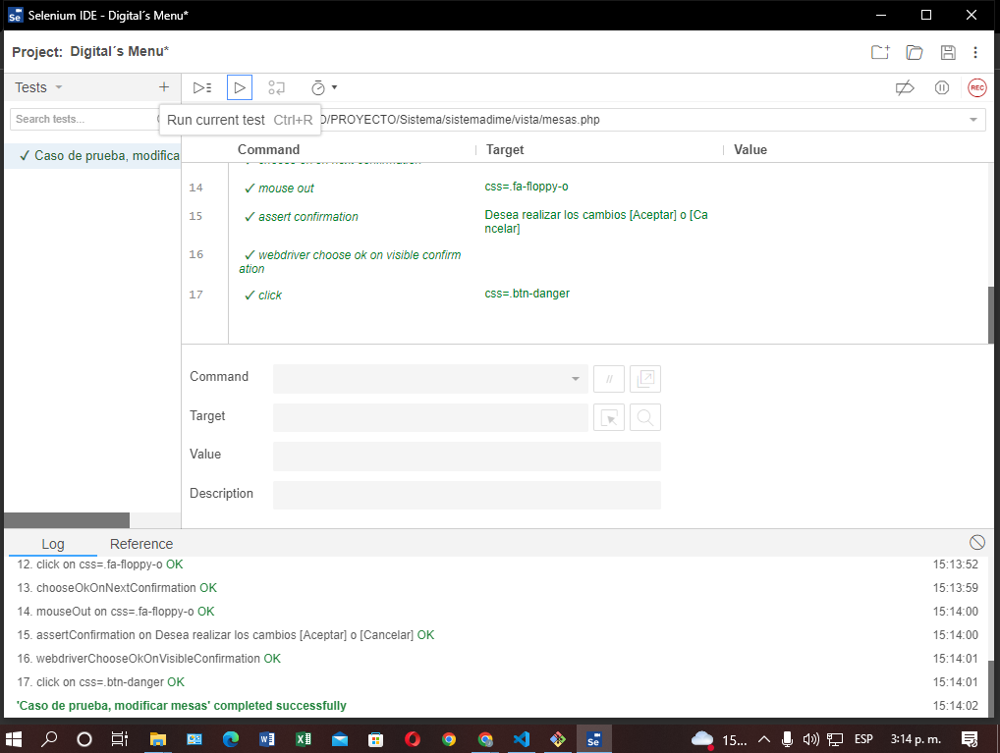 Selenium IDE - Digital´s Menu*
Project: Digital´s Menu*
Tests
Search tests...
Run current test Ctrl+R
/PROYECTO/Sistema/sistemadime/vista/mesas.php
Caso de prueba, modifica
Command Target Value
14 mouse out css=.fa-floppy-o
15 assert confirmation Desea realizar los cambios [Aceptar] o [Ca
ncelar]
16 webdriver choose ok on visible confirm
ation
17 click css=.btn-danger
Command
//
Target
Value
Description
Log Reference
12. click on css=.fa-floppy-o OK 15:13:52
13. chooseOkOnNextConfirmation OK 15:13:59
14. mouseOut on css=.fa-floppy-o OK 15:14:00
15. assertConfirmation on Desea realizar los cambios [Aceptar] o [Cancelar] OK 15:14:00
16. webdriverChooseOkOnVisibleConfirmation OK 15:14:01
17. click on css=.btn-danger OK 15:14:01
'Caso de prueba, modificar mesas' completed successfully 15:14:02
15... ESP 3:14 p. m.
REC
Se